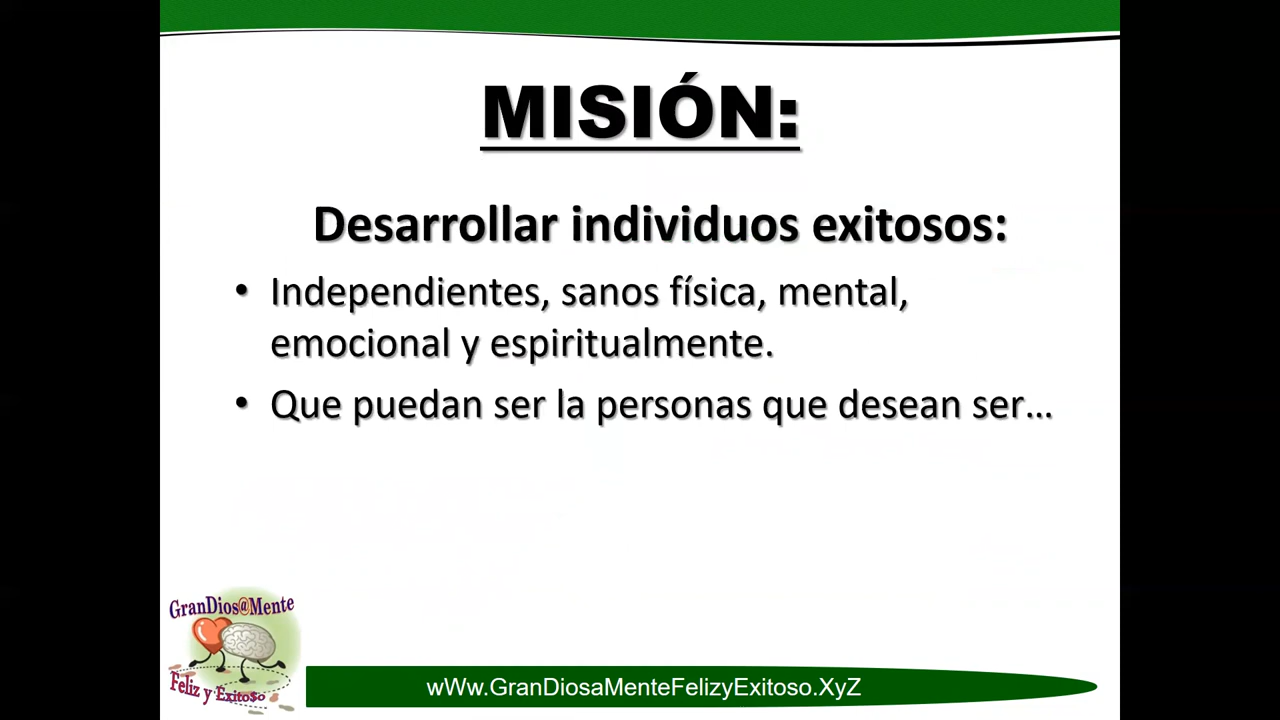 MISIÓN:
Desarrollar individuos exitosos:
• Independientes, sanos física, mental,
emocional y espiritualmente.
• Que puedan ser la personas que desean ser…
GranDios@Mente
Feliz y Exito$o
wWw.GranDiosaMenteFelizyExitoso.XyZ